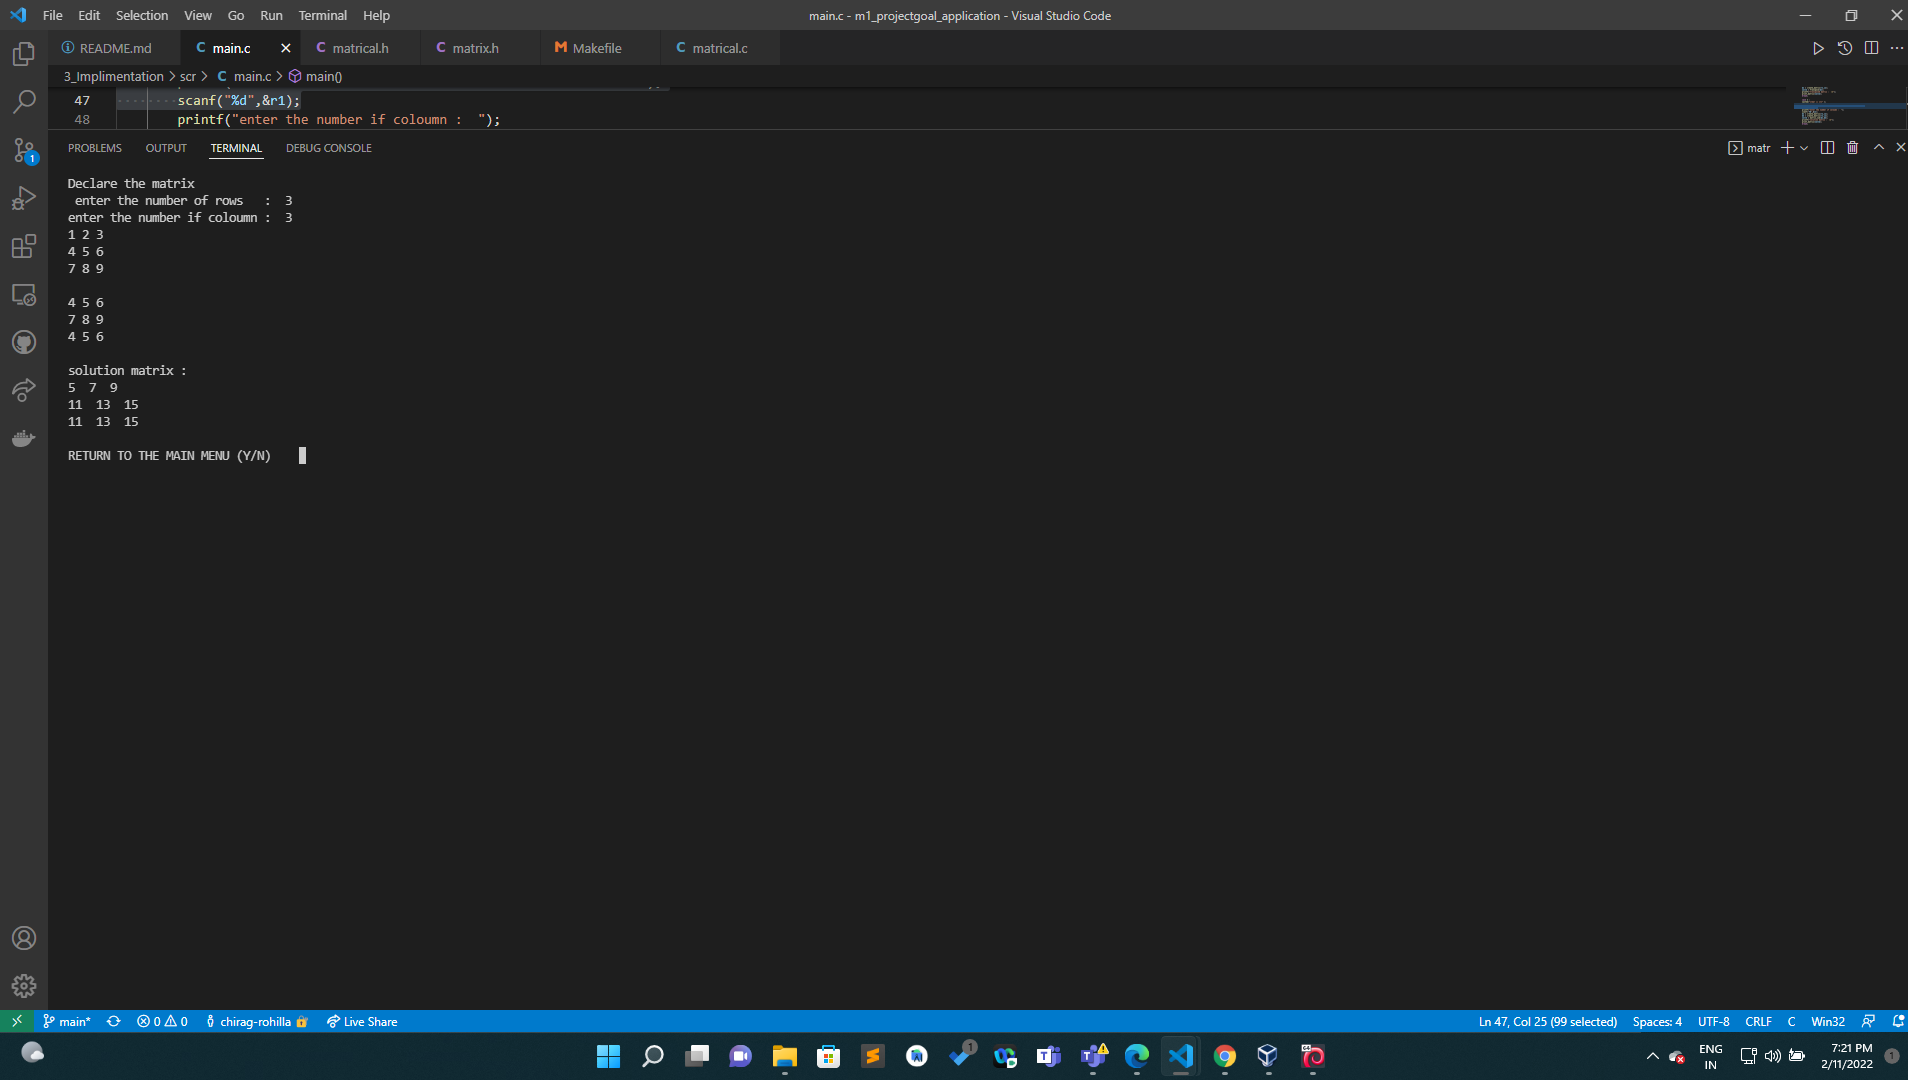 File Edit Selection View Go Run Terminal Help
main.c - m1_projectgoal_application - Visual Studio Code
README.md
C main.c
C matrical.h
C matrix.h
M Makefile
C matrical.c
3_Implimentation > scr > C main.c > main()
47 scanf("%d",&r1);
48 printf("enter the number if coloumn :  ");
1
PROBLEMS OUTPUT TERMINAL DEBUG CONSOLE
matr
Declare the matrix
 enter the number of rows   :  3
enter the number if coloumn :  3
1 2 3
4 5 6
7 8 9
4 5 6
7 8 9
4 5 6
solution matrix :
5  7  9
11  13  15
11  13  15
RETURN TO THE MAIN MENU (Y/N)
main* 0 0 chirag-rohilla Live Share
Ln 47, Col 25 (99 selected) Spaces: 4 UTF-8 CRLF C Win32
1
ENG
IN
7:21 PM
2/11/2022
1